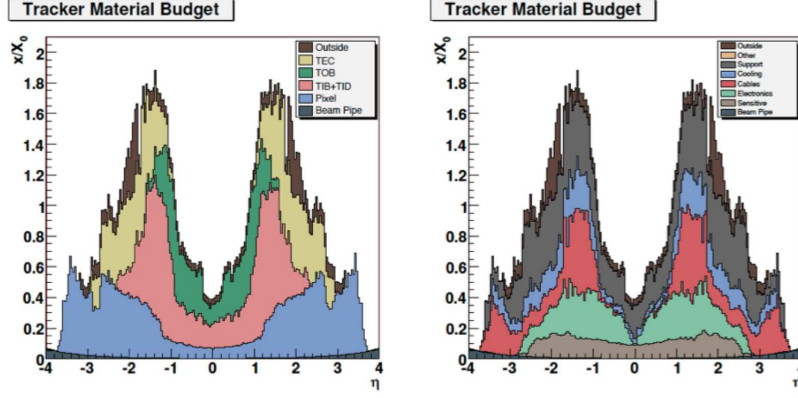 Tracker Material Budget
x/X₀
2
1.8
1.6
1.4
1.2
1
0.8
0.6
0.4
0.2
0
-4 -3 -2 -1 0 1 2 3 4
η
Outside
TEC
TOB
TIB+TID
Pixel
Beam Pipe
Tracker Material Budget
x/X₀
2
1.8
1.6
1.4
1.2
1
0.8
0.6
0.4
0.2
0
-4 -3 -2 -1 0 1 2 3 4
η
Outside
Other
Support
Cooling
Cables
Electronics
Sensitive
Beam Pipe